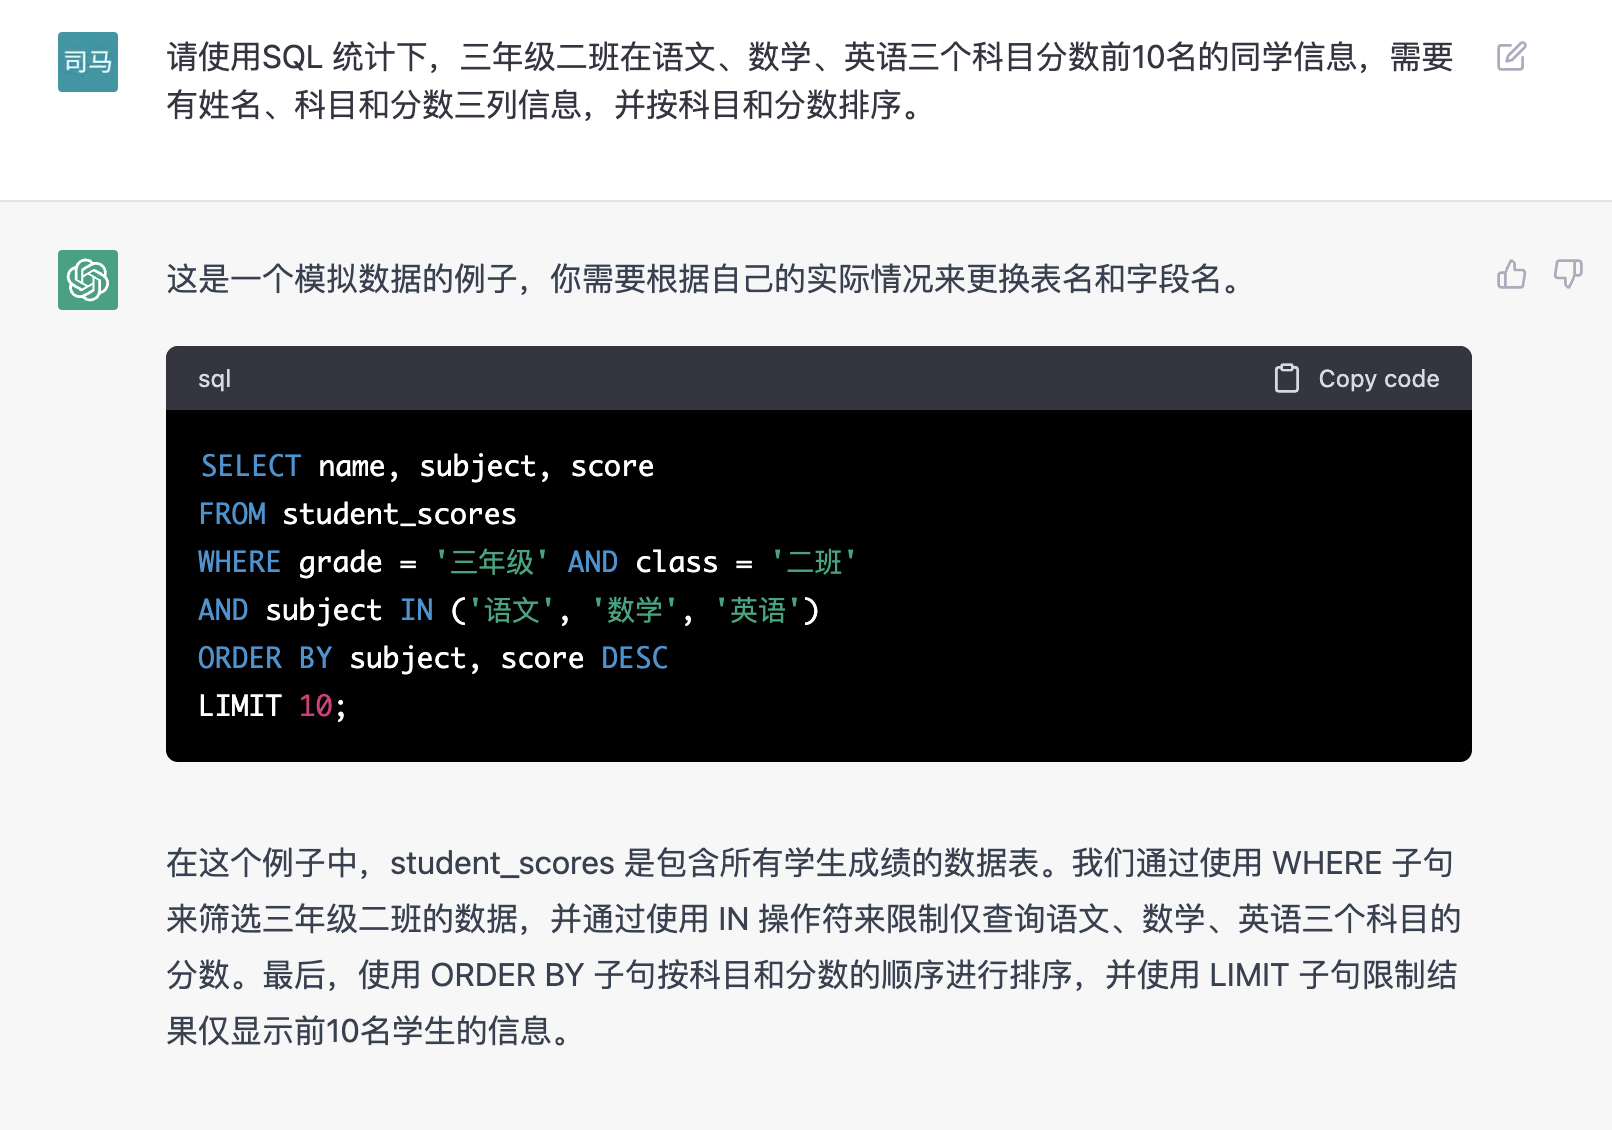 司马
请使用SQL 统计下，三年级二班在语文、数学、英语三个科目分数前10名的同学信息，需要
有姓名、科目和分数三列信息，并按科目和分数排序。
这是一个模拟数据的例子，你需要根据自己的实际情况来更换表名和字段名。
sql
Copy code
SELECT name, subject, score
FROM student_scores
WHERE grade = '三年级' AND class = '二班'
AND subject IN ('语文', '数学', '英语')
ORDER BY subject, score DESC
LIMIT 10;
在这个例子中，student_scores 是包含所有学生成绩的数据表。我们通过使用 WHERE 子句
来筛选三年级二班的数据，并通过使用 IN 操作符来限制仅查询语文、数学、英语三个科目的
分数。最后，使用 ORDER BY 子句按科目和分数的顺序进行排序，并使用 LIMIT 子句限制结
果仅显示前10名学生的信息。